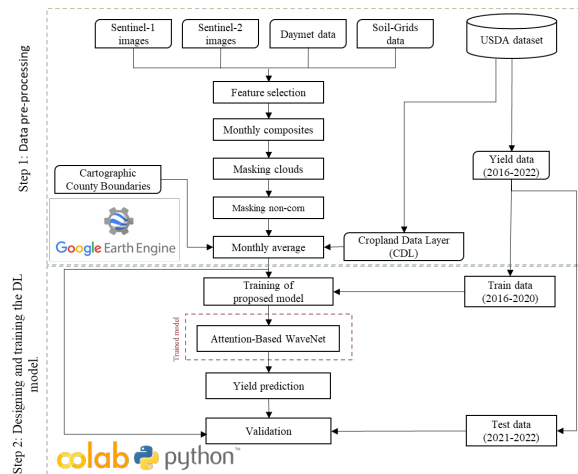 Sentinel-1
images
Sentinel-2
images
Daymet data
Soil-Grids
data
USDA dataset
Step 1: Data pre-processing
Feature selection
Monthly composites
Masking clouds
Yield data
(2016-2022)
Cartographic
County Boundaries
Masking non-corn
Google Earth Engine
Monthly average
Cropland Data Layer
(CDL)
Step 2: Designing and training the DL
model.
Training of
proposed model
Train data
(2016-2020)
Trained model
Attention-Based WaveNet
Yield prediction
Validation
Test data
(2021-2022)
colab
python™